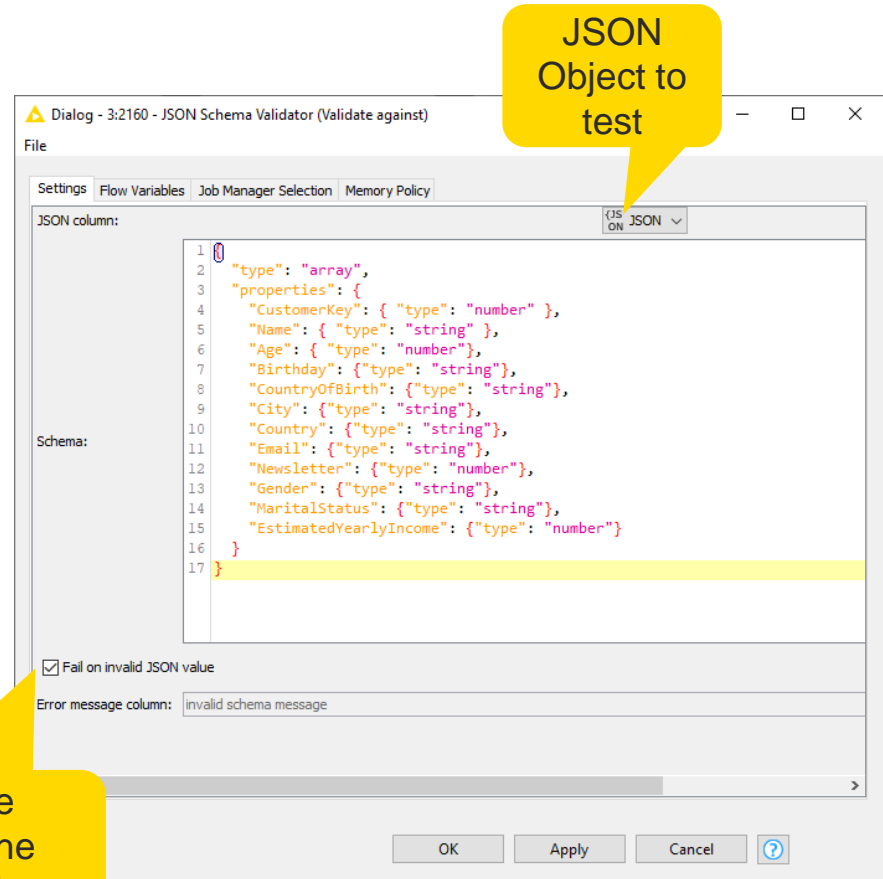 JSON
Object to
test
Dialog - 3:2160 - JSON Schema Validator (Validate against)
File
Settings Flow Variables Job Manager Selection Memory Policy
JSON column:
{JS
ON JSON
1 {
2 "type": "array",
3 "properties": {
4 "CustomerKey": { "type": "number" },
5 "Name": { "type": "string" },
6 "Age": { "type": "number"},
7 "Birthday": {"type": "string"},
8 "CountryOfBirth": {"type": "string"},
9 "City": {"type": "string"},
10 "Country": {"type": "string"},
Schema:
11 "Email": {"type": "string"},
12 "Newsletter": {"type": "number"},
13 "Gender": {"type": "string"},
14 "MaritalStatus": {"type": "string"},
15 "EstimatedYearlyIncome": {"type": "number"}
16 }
17 }
Fail on invalid JSON value
Error message column: invalid schema message
OK Apply Cancel ?